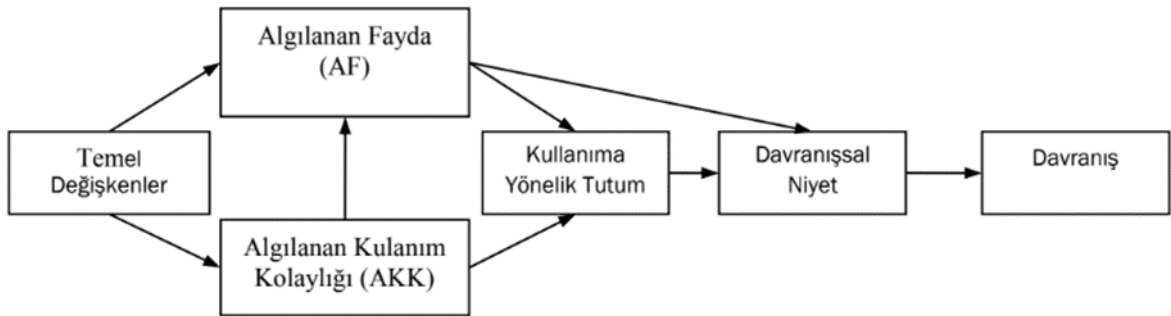 Algılanan Fayda
(AF)
Temel
Değişkenler
Algılanan Kulanım
Kolaylığı (AKK)
Kullanıma
Yönelik Tutum
Davranışsal
Niyet
Davranış